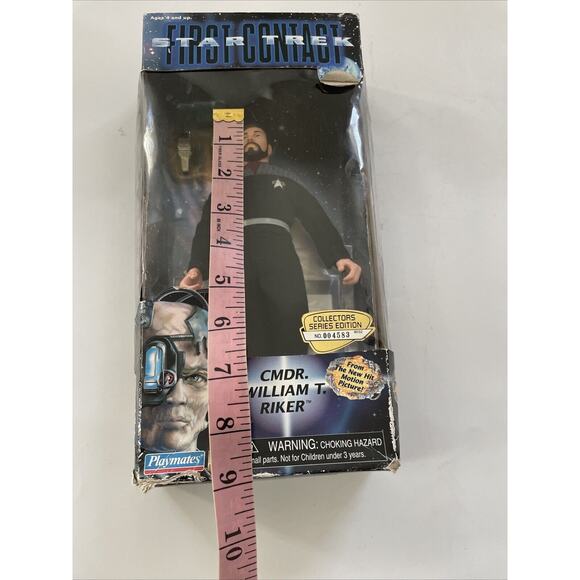 Ages 4 and up.
STAR TREK
FIRST CONTACT
1
2
3
4
5
6
7
8
9
10
COLLECTORS
SERIES EDITION
NO. 004583
From
The New Hit
Motion
Picture!
CMDR.
WILLIAM T.
RIKER™
WARNING: CHOKING HAZARD
mall parts. Not for Children under 3 years.
Playmates